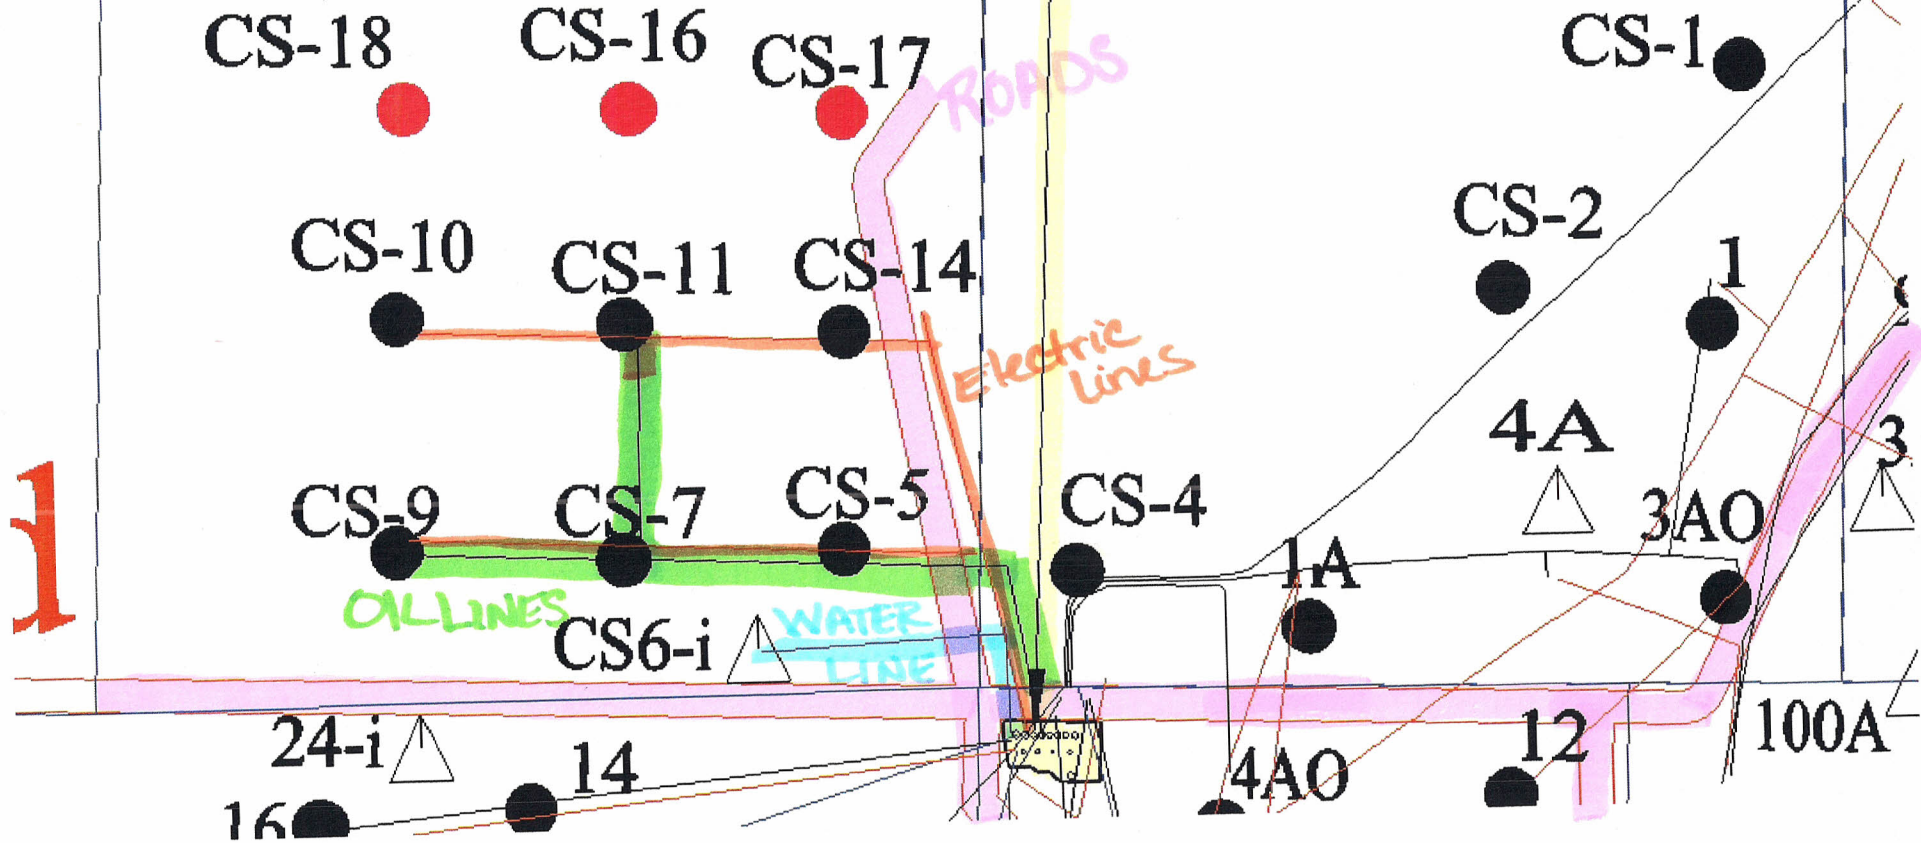 CS-18
CS-16
CS-17
ROADS
CS-1
CS-2
CS-10
CS-11
CS-14
1
Electric
Lines
4A
3
CS-9
CS-7
CS-5
CS-4
3AO
d
1A
OIL LINES
WATER
LINE
CS6-i
24-i
14
16
4AO
12
100A